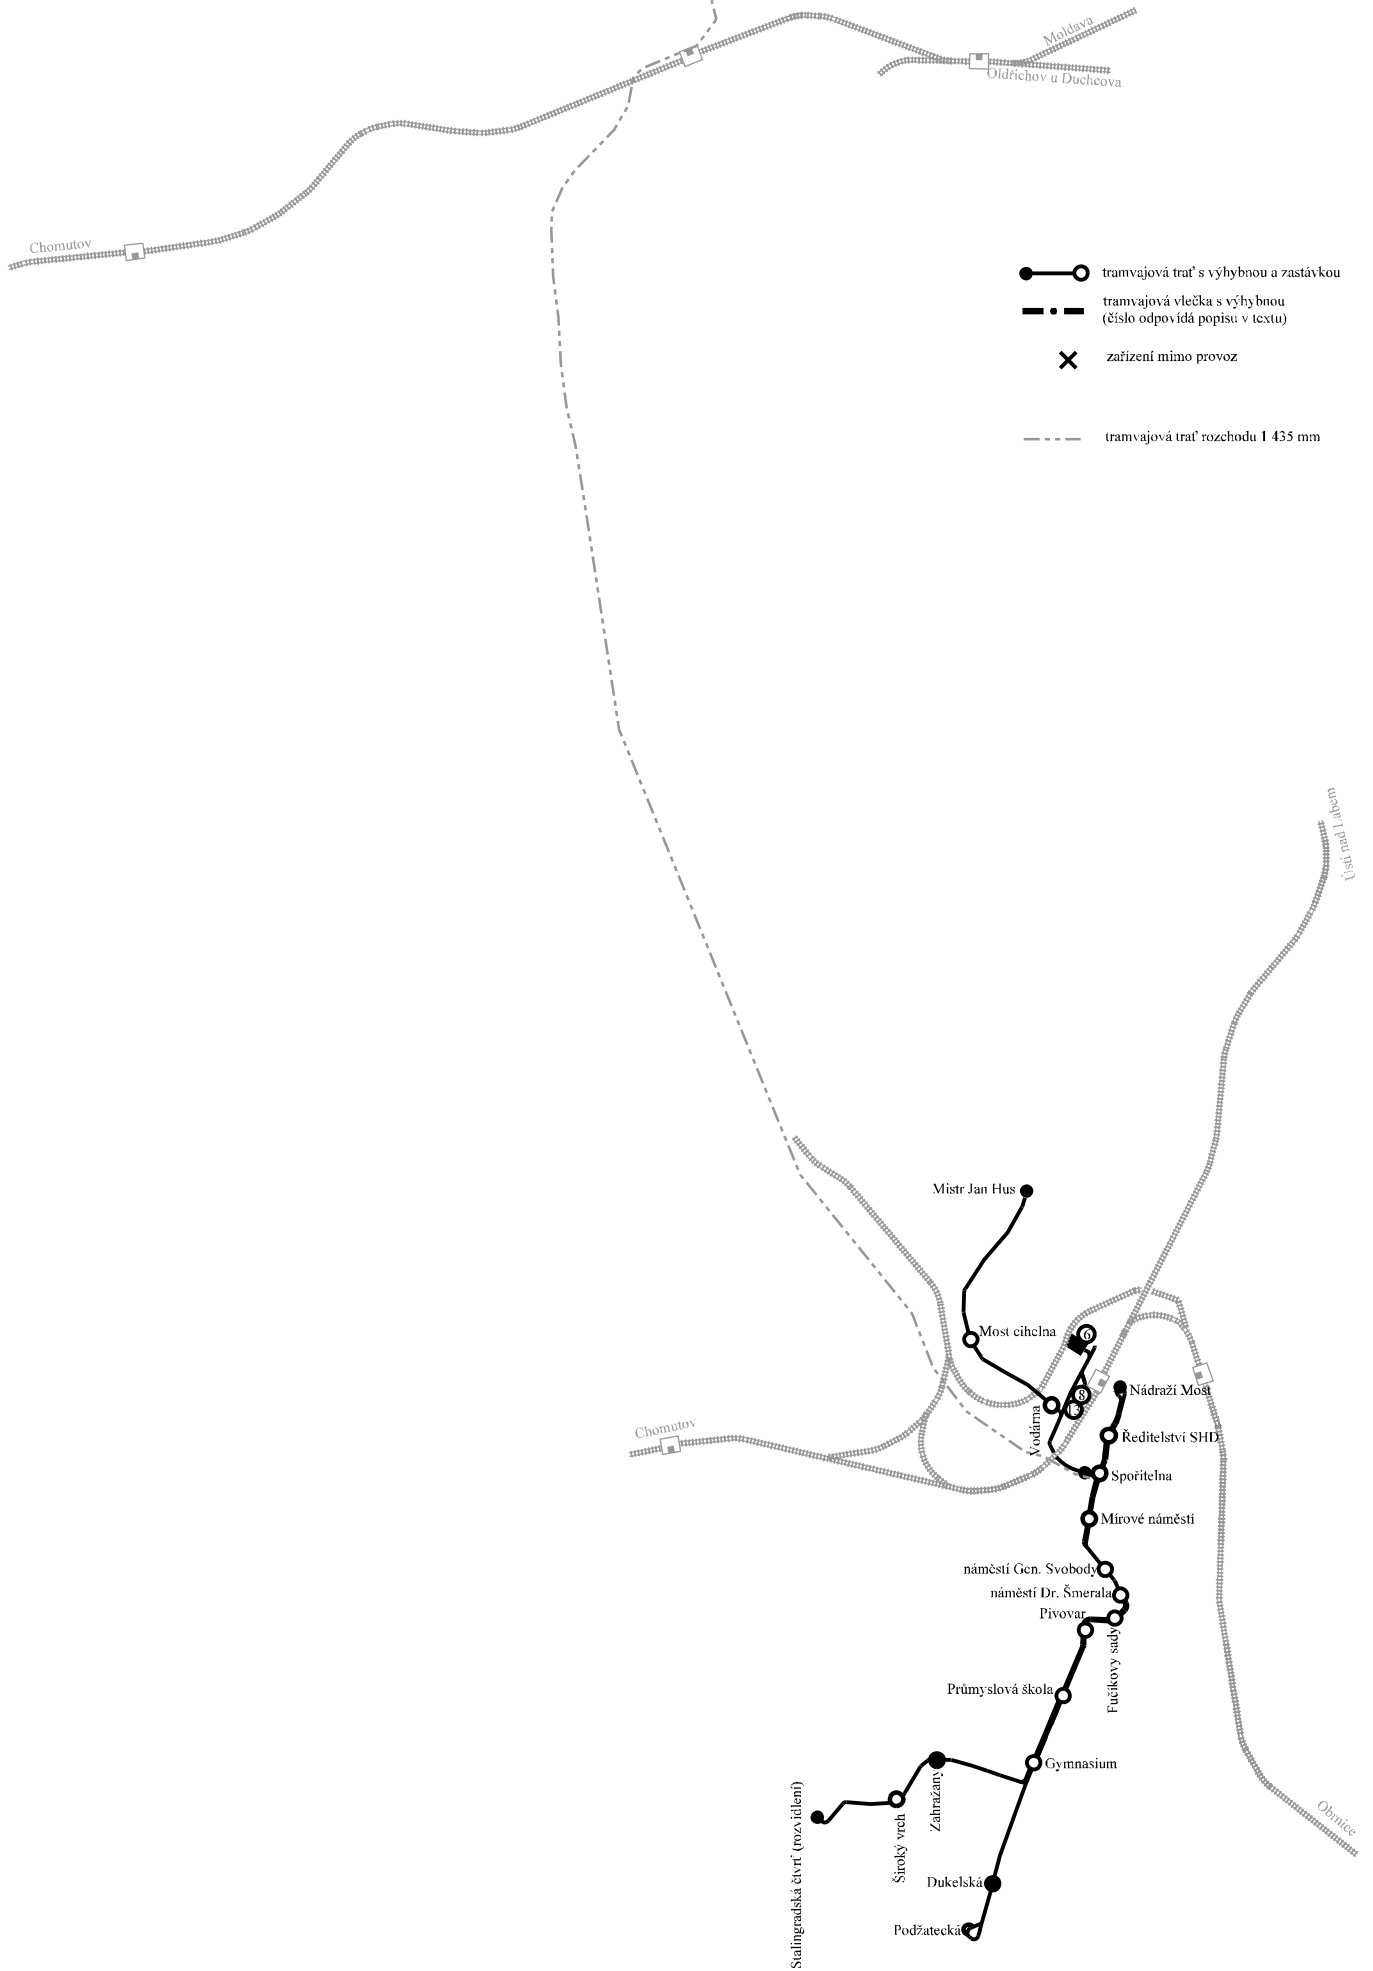 Moldava
Oldřichov u Duchcova
Chomutov
tramvajová trať s výhybnou a zastávkou
tramvajová vlečka s výhybnou
(číslo odpovídá popisu v textu)
zařízení mimo provoz
tramvajová trať rozchodu 1 435 mm
Ústí nad Labem
Mistr Jan Hus
Most cihelna
6
8
13
Nádraží Most
Vodárna
Chomutov
Ředitelství SHD
Spořitelna
Mírové náměstí
náměstí Gen. Svobody
náměstí Dr. Šmerala
Pivovar
Fučíkovy sady
Průmyslová škola
Gymnasium
Zahražany
Široký vrch
Stalingradská čtvrť (rozvidlení)
Obrnice
Dukelská
Podžatecká